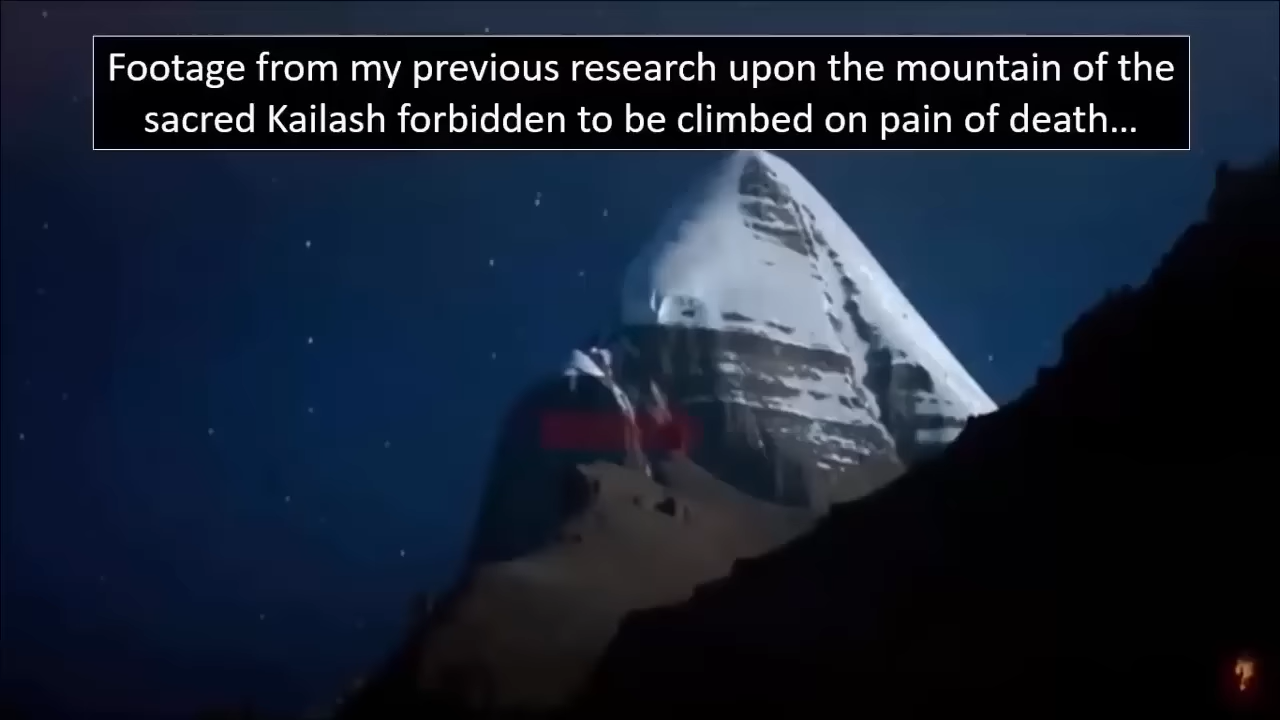 Footage from my previous research upon the mountain of the
sacred Kailash forbidden to be climbed on pain of death...
?